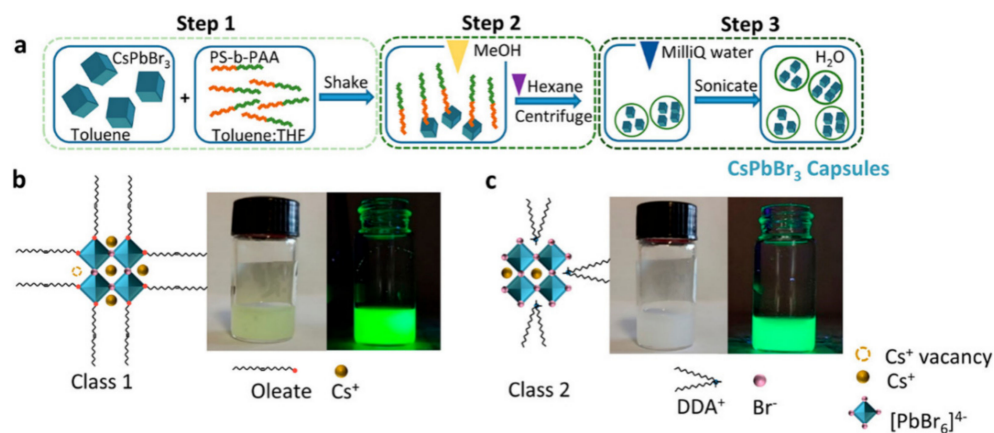 Step 1
Step 2
Step 3
a
CsPbBr3
Toluene
+
PS-b-PAA
Toluene:THF
Shake
MeOH
Hexane
Centrifuge
MilliQ water
Sonicate
H2O
CsPbBr3 Capsules
b
Class 1
Oleate
Cs+
c
Class 2
DDA+
Br-
Cs+ vacancy
Cs+
[PbBr6]4-